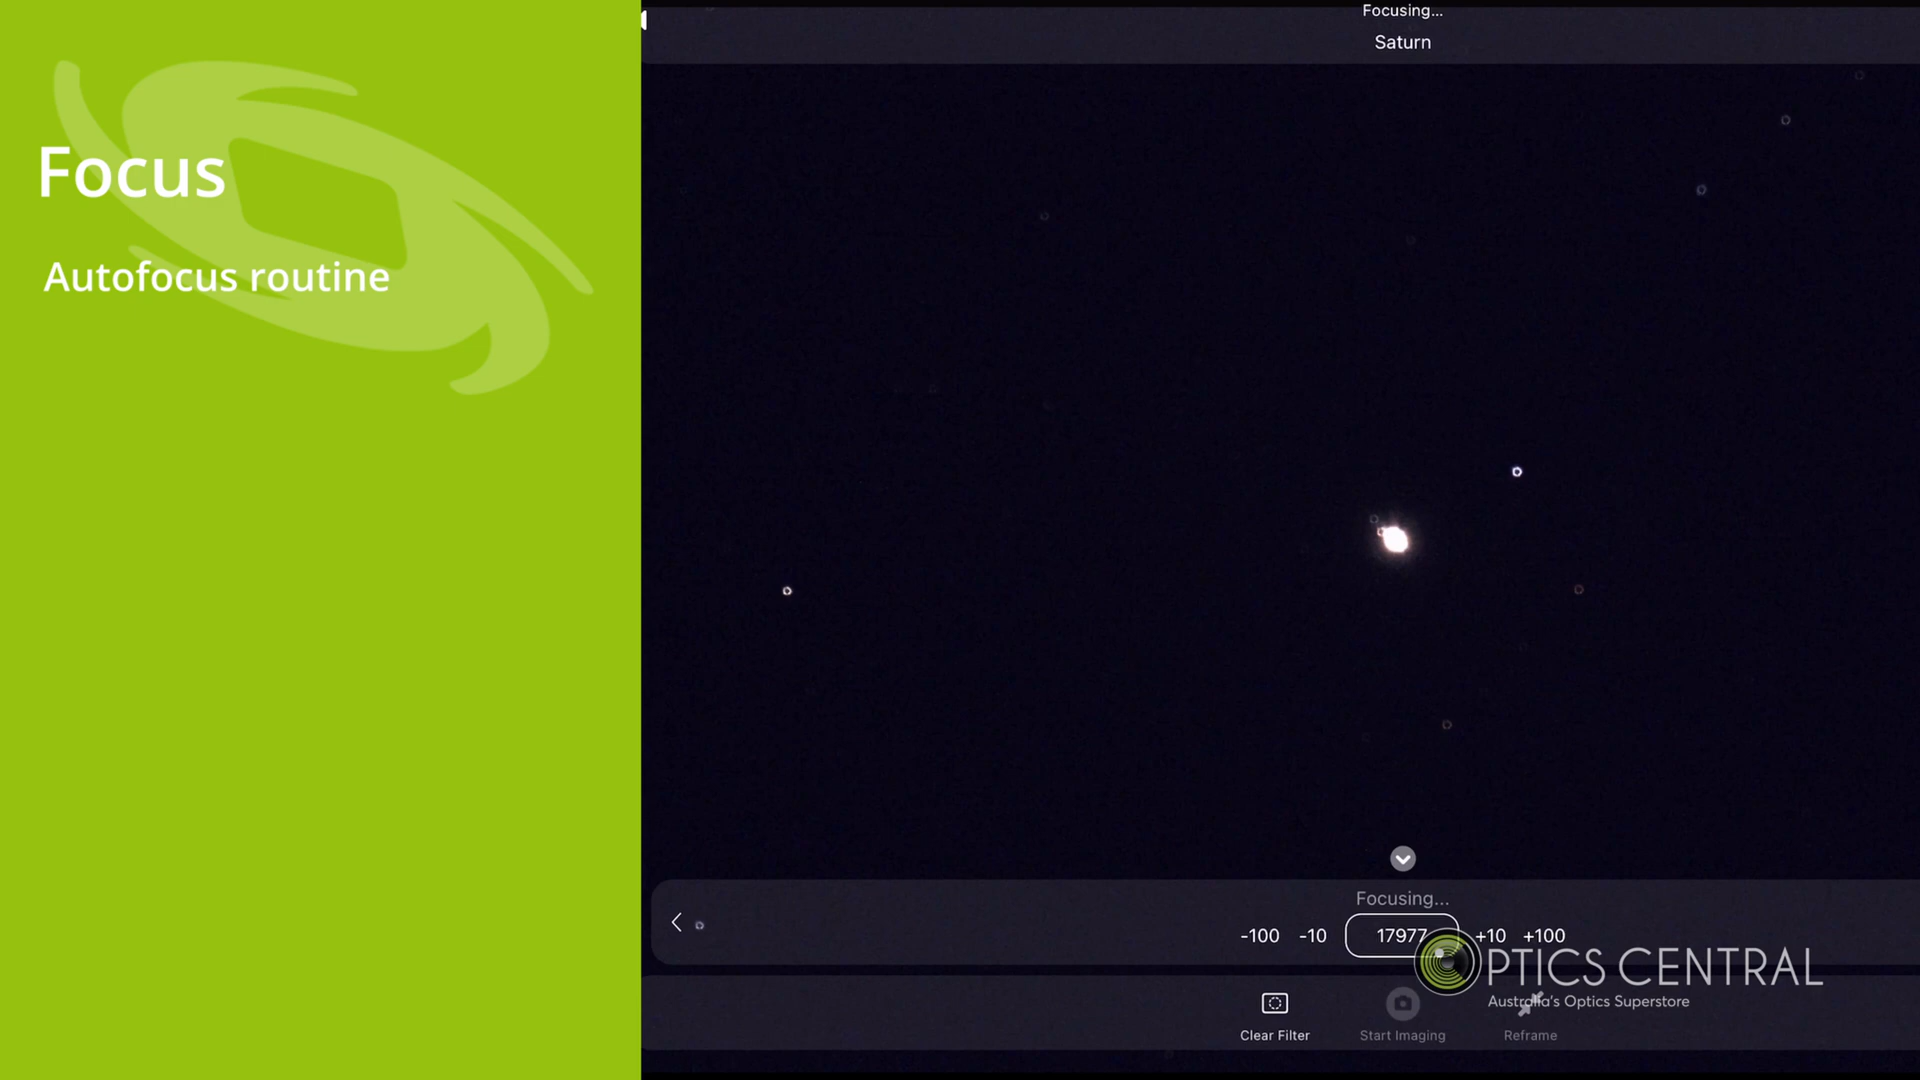 Focus
Autofocus routine
Focusing...
Saturn
Focusing...
-100 -10 17977 +10 +100
OPTICS CENTRAL
Australia's Optics Superstore
Clear Filter Start Imaging Reframe